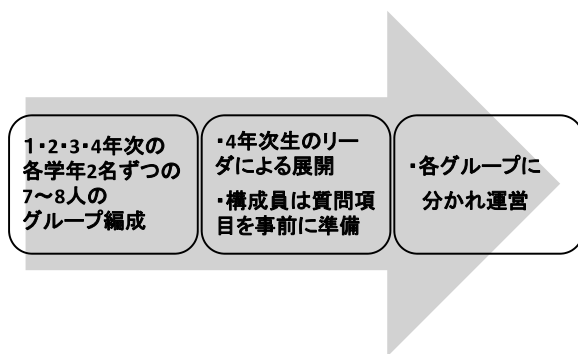 1・2・3・4年次の
各学年2名ずつの
7～8人の
グループ編成
・4年次生のリー
ダによる展開
・構成員は質問項
目を事前に準備
・各グループに
分かれ運営